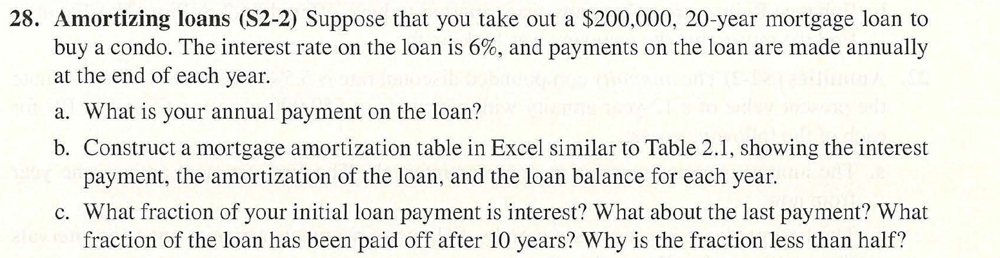 28. Amortizing loans (S2-2) Suppose that you take out a $200,000, 20-year mortgage loan to
buy a condo. The interest rate on the loan is 6%, and payments on the loan are made annually
at the end of each year.
a. What is your annual payment on the loan?
b. Construct a mortgage amortization table in Excel similar to Table 2.1, showing the interest
payment, the amortization of the loan, and the loan balance for each year.
c. What fraction of your initial loan payment is interest? What about the last payment? What
fraction of the loan has been paid off after 10 years? Why is the fraction less than half?